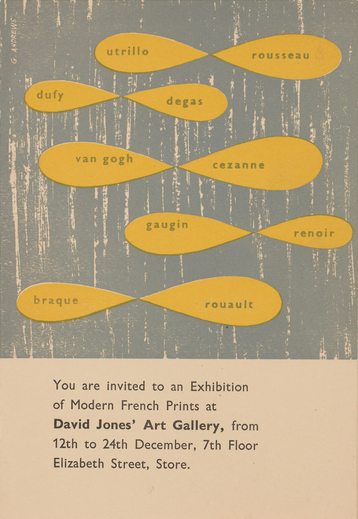 G. ANDREWS
utrillo
rousseau
dufy
degas
van gogh
cezanne
gaugin
renoir
braque
rouault
You are invited to an Exhibition
of Modern French Prints at
David Jones' Art Gallery, from
12th to 24th December, 7th Floor
Elizabeth Street, Store.